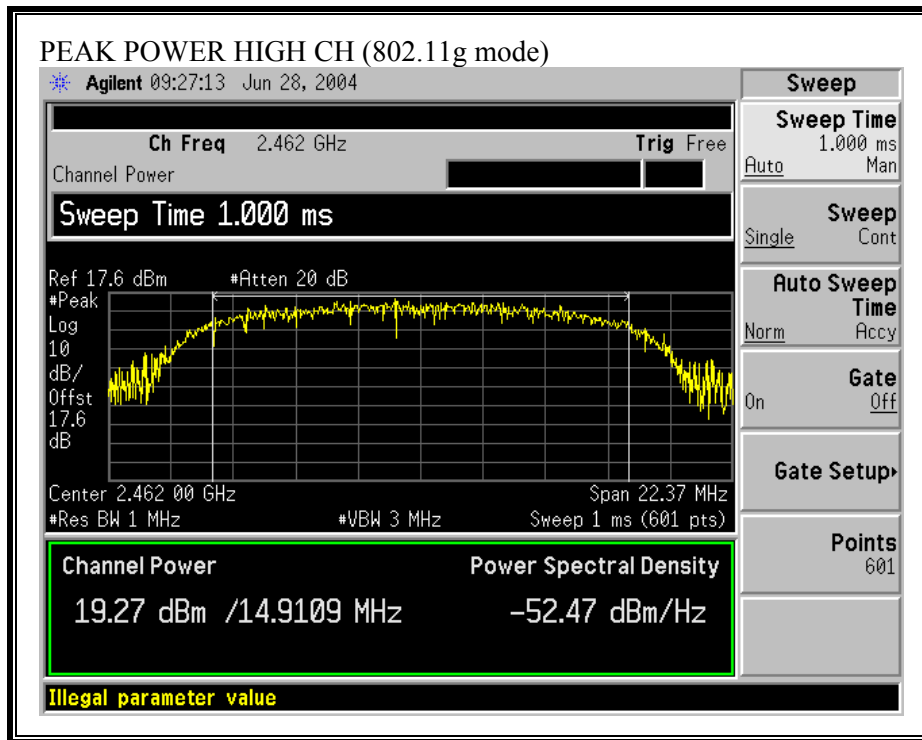 PEAK POWER HIGH CH (802.11g mode)
Agilent 09:27:13 Jun 28, 2004
Sweep
Ch Freq 2.462 GHz
Trig Free
Channel Power
Sweep Time 1.000 ms
Ref 17.6 dBm
#Atten 20 dB
#Peak
Log
10
dB/
Offst
17.6
dB
Center 2.462 00 GHz
Span 22.37 MHz
#Res BW 1 MHz
#VBW 3 MHz
Sweep 1 ms (601 pts)
Channel Power
Power Spectral Density
19.27 dBm /14.9109 MHz
-52.47 dBm/Hz
Illegal parameter value
Sweep Time
1.000 ms
Auto Man
Sweep
Single Cont
Auto Sweep
Time
Norm Accy
Gate
On Off
Gate Setup
Points
601